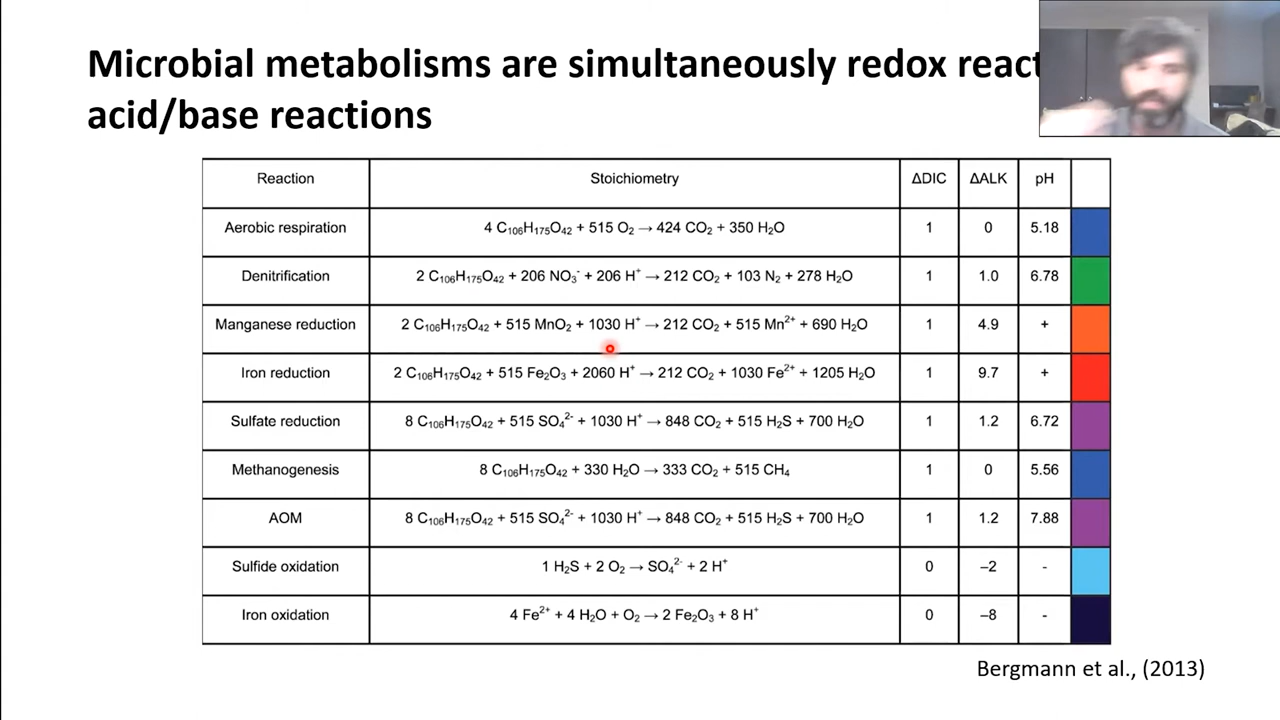 Microbial metabolisms are simultaneously redox react
acid/base reactions
Reaction Stoichiometry ΔDIC ΔALK pH
Aerobic respiration 4 C₁₀₆H₁₇₅O₄₂ + 515 O₂ → 424 CO₂ + 350 H₂O 1 0 5.18
Denitrification 2 C₁₀₆H₁₇₅O₄₂ + 206 NO₃⁻ + 206 H⁺ → 212 CO₂ + 103 N₂ + 278 H₂O 1 1.0 6.78
Manganese reduction 2 C₁₀₆H₁₇₅O₄₂ + 515 MnO₂ + 1030 H⁺ → 212 CO₂ + 515 Mn²⁺ + 690 H₂O 1 4.9 +
Iron reduction 2 C₁₀₆H₁₇₅O₄₂ + 515 Fe₂O₃ + 2060 H⁺ → 212 CO₂ + 1030 Fe²⁺ + 1205 H₂O 1 9.7 +
Sulfate reduction 8 C₁₀₆H₁₇₅O₄₂ + 515 SO₄²⁻ + 1030 H⁺ → 848 CO₂ + 515 H₂S + 700 H₂O 1 1.2 6.72
Methanogenesis 8 C₁₀₆H₁₇₅O₄₂ + 330 H₂O → 333 CO₂ + 515 CH₄ 1 0 5.56
AOM 8 C₁₀₆H₁₇₅O₄₂ + 515 SO₄²⁻ + 1030 H⁺ → 848 CO₂ + 515 H₂S + 700 H₂O 1 1.2 7.88
Sulfide oxidation 1 H₂S + 2 O₂ → SO₄²⁻ + 2 H⁺ 0 –2 -
Iron oxidation 4 Fe²⁺ + 4 H₂O + O₂ → 2 Fe₂O₃ + 8 H⁺ 0 –8 -
Bergmann et al., (2013)